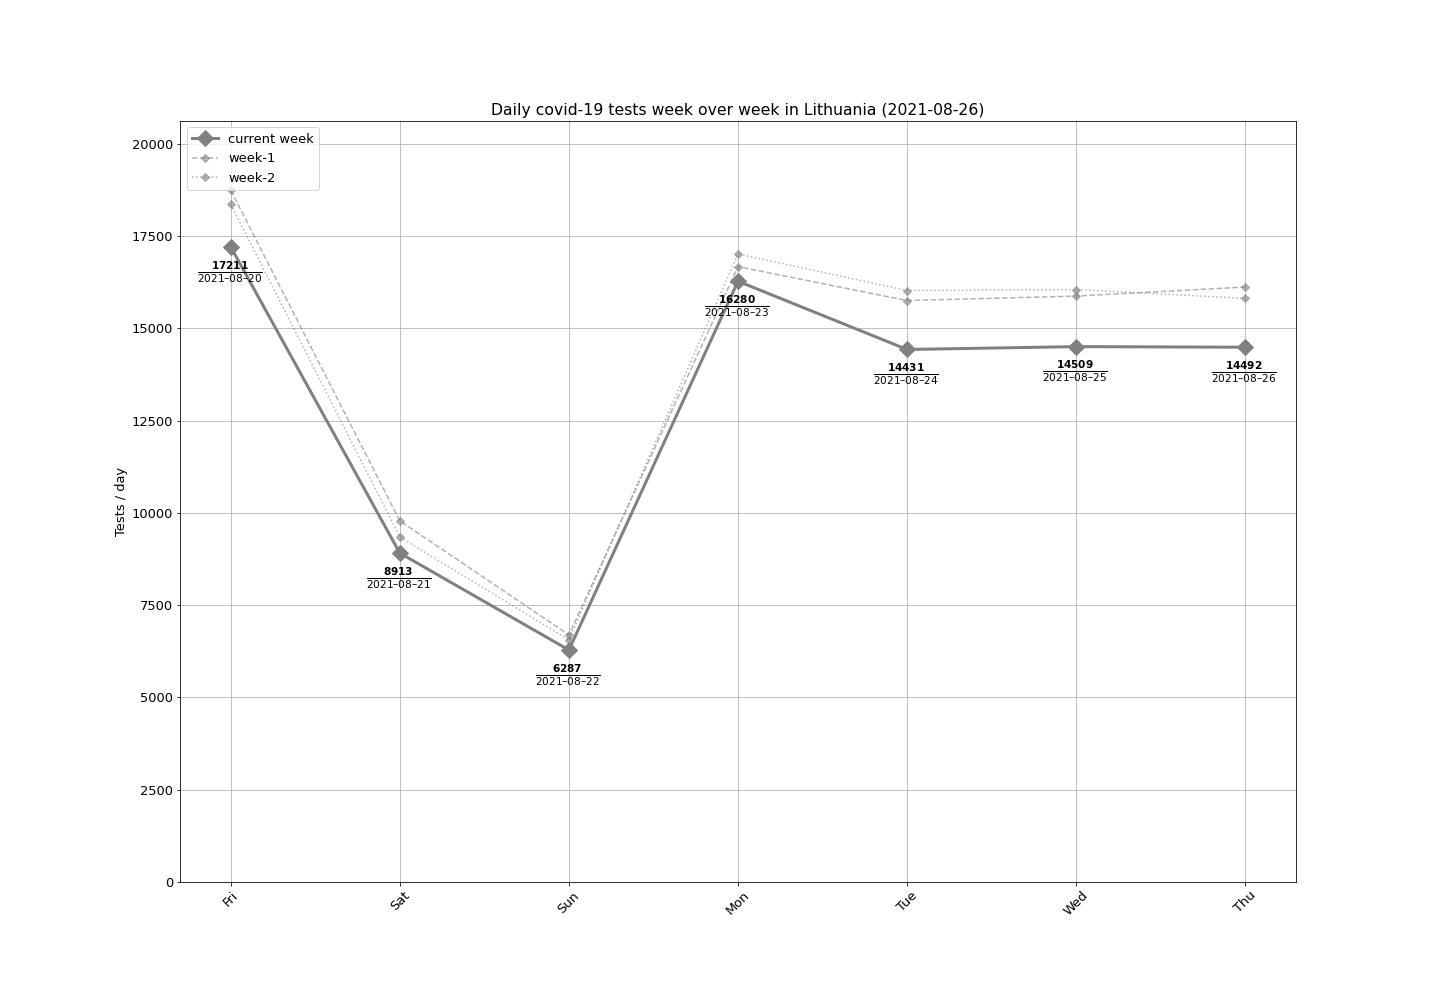 Daily covid-19 tests week over week in Lithuania (2021-08-26)
current week
week-1
week-2
20000
17500
15000
12500
10000
7500
5000
2500
0
Tests / day
17211
2021–08–20
8913
2021–08–21
6287
2021–08–22
16280
2021–08–23
14431
2021–08–24
14509
2021–08–25
14492
2021–08–26
Fri
Sat
Sun
Mon
Tue
Wed
Thu